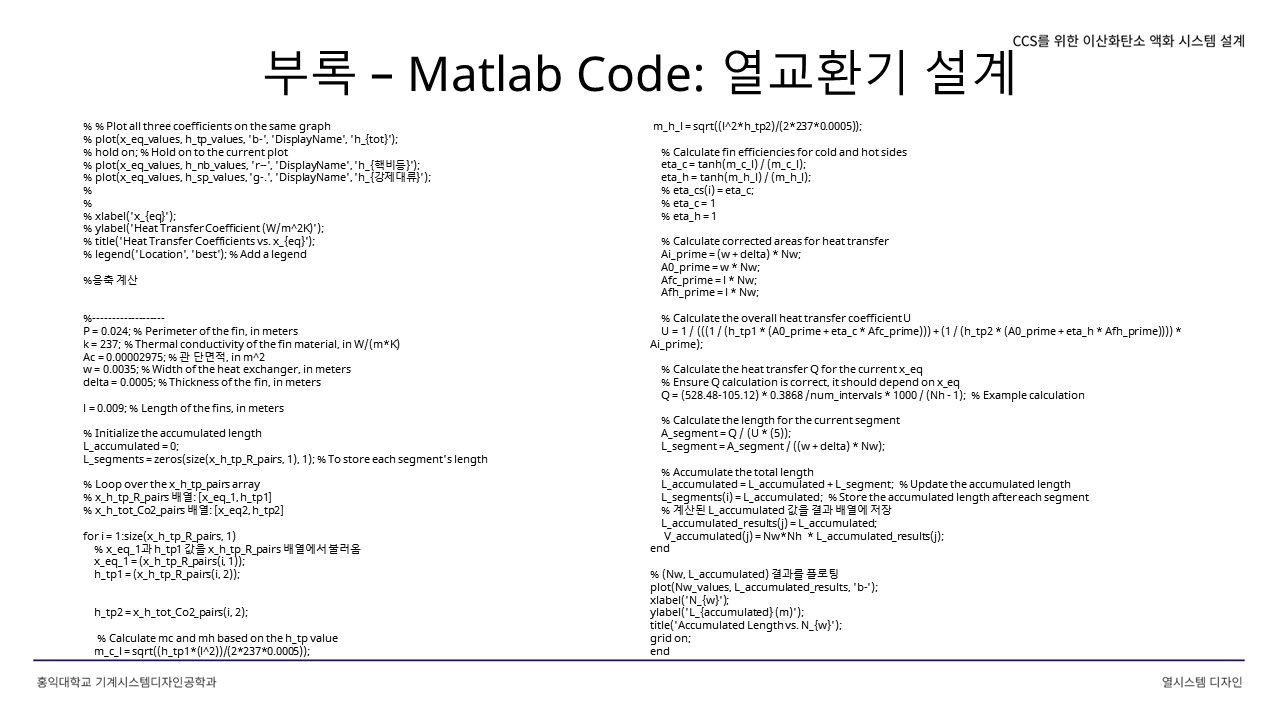 CCS를 위한 이산화탄소 액화 시스템 설계
부록 – Matlab Code: 열교환기 설계
% % Plot all three coefficients on the same graph
% plot(x_eq_values, h_tp_values, 'b-', 'DisplayName', 'h_{tot}');
% hold on; % Hold on to the current plot
% plot(x_eq_values, h_nb_values, 'r--', 'DisplayName', 'h_{핵비등}');
% plot(x_eq_values, h_sp_values, 'g-.', 'DisplayName', 'h_{강제대류}');
%
%
% xlabel('x_{eq}');
% ylabel('Heat Transfer Coefficient (W/m^2K)');
% title('Heat Transfer Coefficients vs. x_{eq}');
% legend('Location', 'best'); % Add a legend
%응축 계산
%-------------------
P = 0.024; % Perimeter of the fin, in meters
k = 237; % Thermal conductivity of the fin material, in W/(m*K)
Ac = 0.00002975; % 관 단면적, in m^2
w = 0.0035; % Width of the heat exchanger, in meters
delta = 0.0005; % Thickness of the fin, in meters
l = 0.009; % Length of the fins, in meters
% Initialize the accumulated length
L_accumulated = 0;
L_segments = zeros(size(x_h_tp_R_pairs, 1), 1); % To store each segment's length
% Loop over the x_h_tp_pairs array
% x_h_tp_R_pairs 배열: [x_eq_1, h_tp1]
% x_h_tot_Co2_pairs 배열: [x_eq2, h_tp2]
for i = 1:size(x_h_tp_R_pairs, 1)
% x_eq_1과 h_tp1 값을 x_h_tp_R_pairs 배열에서 불러옴
x_eq_1 = (x_h_tp_R_pairs(i, 1));
h_tp1 = (x_h_tp_R_pairs(i, 2));
h_tp2 = x_h_tot_Co2_pairs(i, 2);
% Calculate mc and mh based on the h_tp value
m_c_l = sqrt((h_tp1*(l^2))/(2*237*0.0005));
m_h_l = sqrt((l^2*h_tp2)/(2*237*0.0005));
% Calculate fin efficiencies for cold and hot sides
eta_c = tanh(m_c_l) / (m_c_l);
eta_h = tanh(m_h_l) / (m_h_l);
% eta_cs(i) = eta_c;
% eta_c = 1
% eta_h = 1
% Calculate corrected areas for heat transfer
Ai_prime = (w + delta) * Nw;
A0_prime = w * Nw;
Afc_prime = l * Nw;
Afh_prime = l * Nw;
% Calculate the overall heat transfer coefficient U
U = 1 / (((1 / (h_tp1 * (A0_prime + eta_c * Afc_prime))) + (1 / (h_tp2 * (A0_prime + eta_h * Afh_prime)))) *
Ai_prime);
% Calculate the heat transfer Q for the current x_eq
% Ensure Q calculation is correct, it should depend on x_eq
Q = (528.48-105.12) * 0.3868 /num_intervals * 1000 / (Nh - 1); % Example calculation
% Calculate the length for the current segment
A_segment = Q / (U * (5));
L_segment = A_segment / ((w + delta) * Nw);
% Accumulate the total length
L_accumulated = L_accumulated + L_segment; % Update the accumulated length
L_segments(i) = L_accumulated; % Store the accumulated length after each segment
% 계산된 L_accumulated 값을 결과 배열에 저장
L_accumulated_results(j) = L_accumulated;
V_accumulated(j) = Nw*Nh * L_accumulated_results(j);
end
% (Nw, L_accumulated) 결과를 플로팅
plot(Nw_values, L_accumulated_results, 'b-');
xlabel('N_{w}');
ylabel('L_{accumulated} (m)');
title('Accumulated Length vs. N_{w}');
grid on;
end
홍익대학교 기계시스템디자인공학과
열시스템 디자인